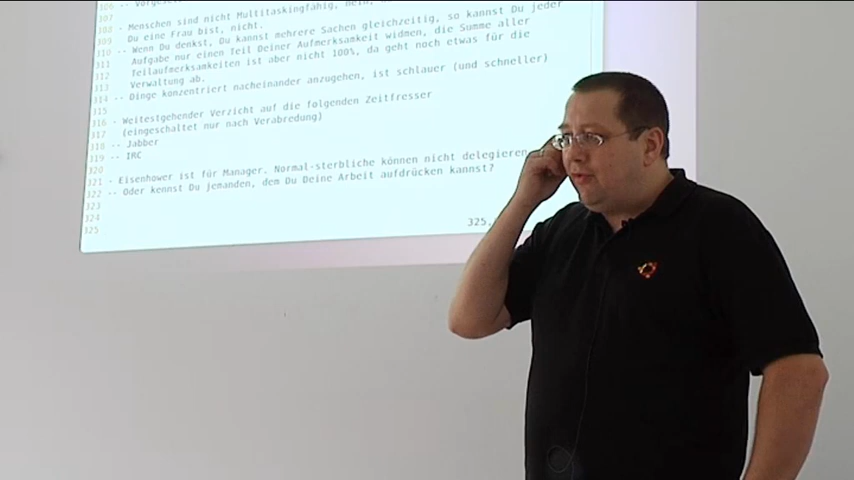 306 -- Vorgese
307
308 - Menschen sind nicht Multitaskingfähig, nein,
309 Du eine Frau bist, nicht.
310 -- Wenn Du denkst, Du kannst mehrere Sachen gleichzeitig, so kannst Du jeder
311 Aufgabe nur einen Teil Deiner Aufmerksamkeit widmen, die Summe aller
312 Teilaufmerksamkeiten ist aber nicht 100%, da geht noch etwas für die
313 Verwaltung ab.
314 -- Dinge konzentriert nacheinander anzugehen, ist schlauer (und schneller)
315
316 - Weitestgehender Verzicht auf die folgenden Zeitfresser
317 (eingeschaltet nur nach Verabredung)
318 -- Jabber
319 -- IRC
320
321 - Eisenhower ist für Manager. Normal-sterbliche können nicht delegieren
322 -- Oder kennst Du jemanden, dem Du Deine Arbeit aufdrücken kannst?
323
324
325
325,